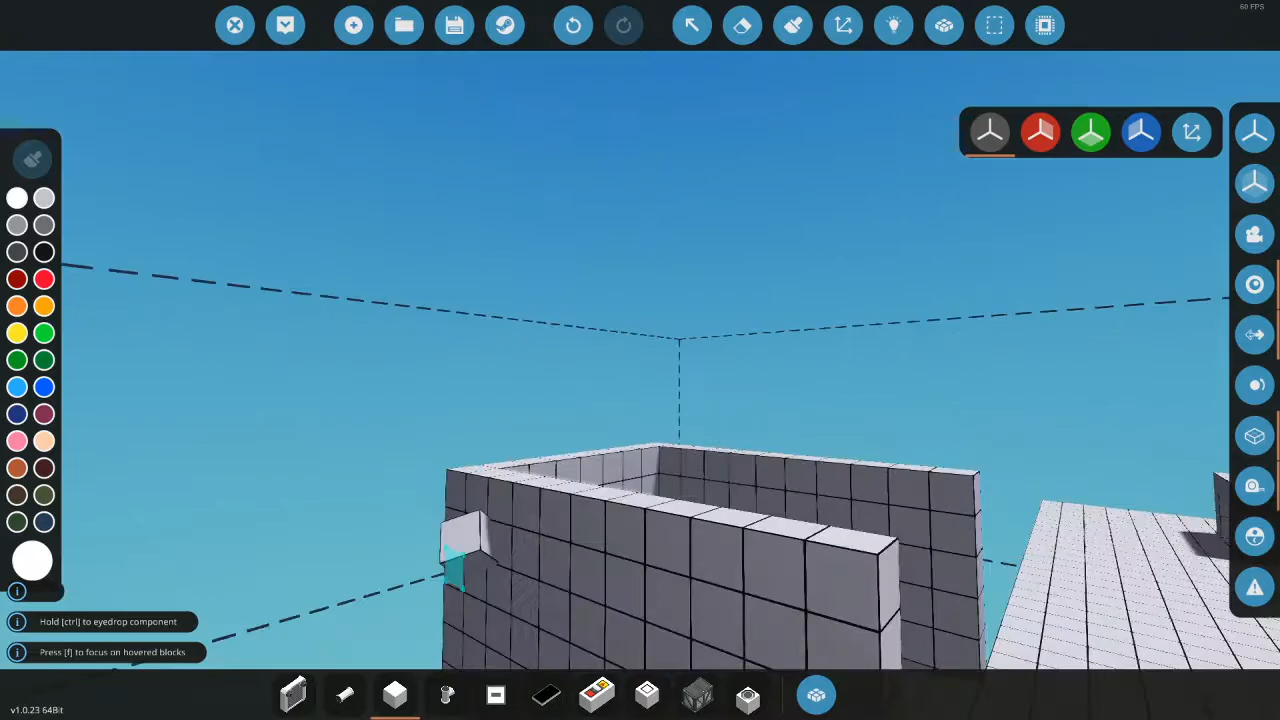 60 FPS
Hold [ctrl] to eyedrop component
Press [f] to focus on hovered blocks
v1.0.23 64Bit